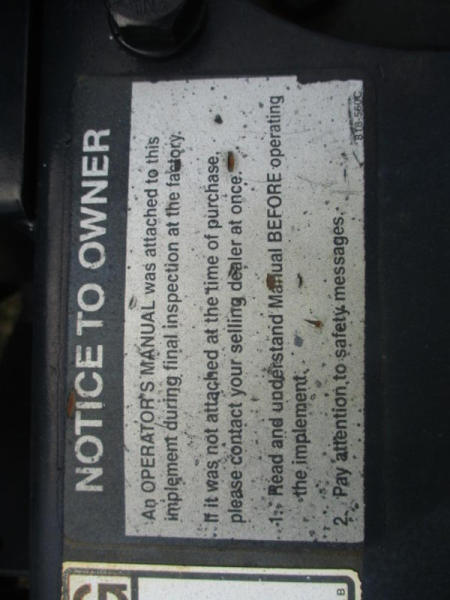 NOTICE TO OWNER
An OPERATOR'S MANUAL was attached to this
implement during final inspection at the factory.
If it was not attached at the time of purchase,
please contact your selling dealer at once.
1. Read and understand Manual BEFORE operating
the implement.
2. Pay attention to safety messages.
818-560C
B